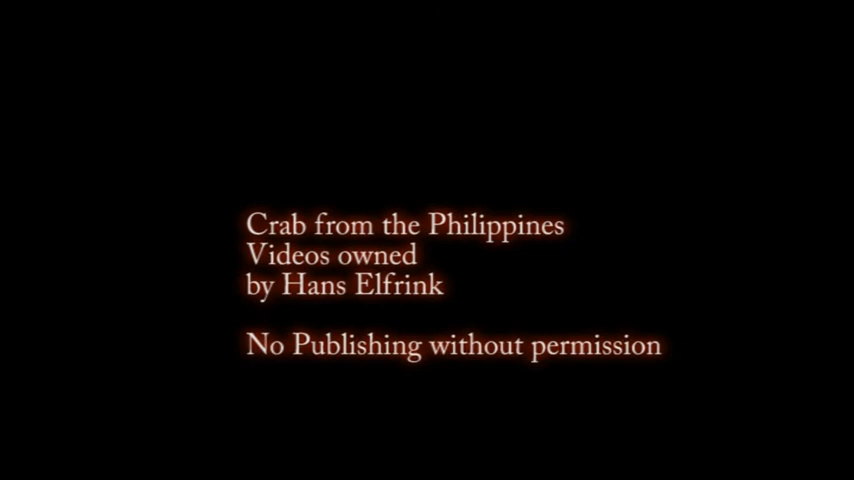 Crab from the Philippines
Videos owned
by Hans Elfrink
No Publishing without permission